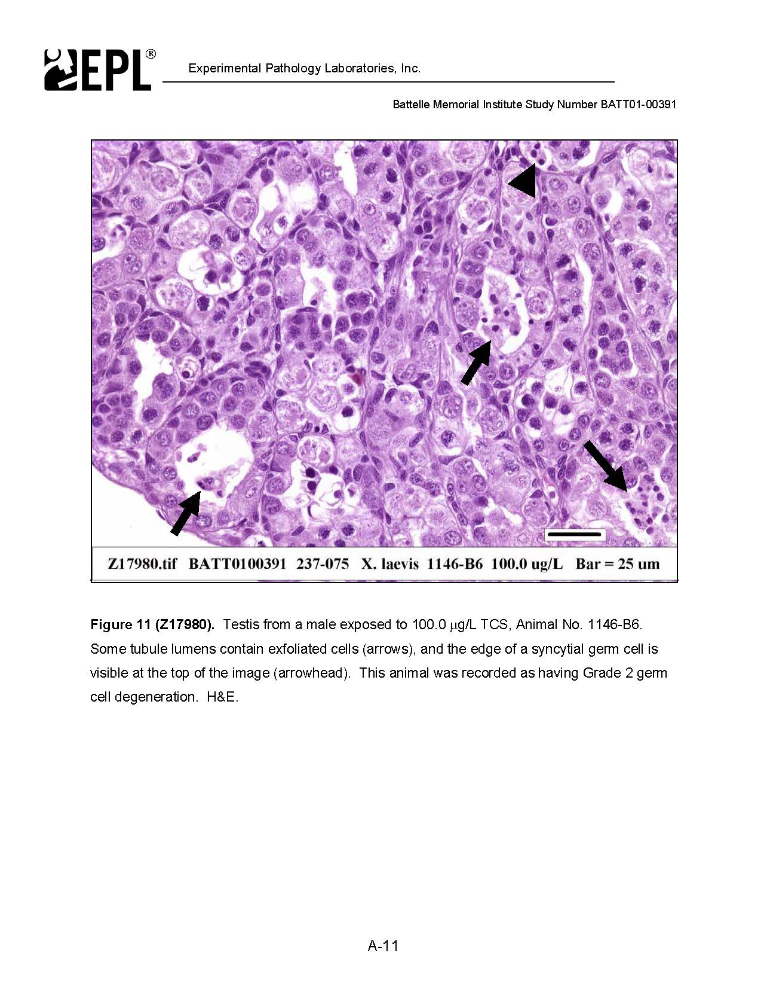 EPL®
Experimental Pathology Laboratories, Inc.
Battelle Memorial Institute Study Number BATT01-00391
Z17980.tif BATT0100391 237-075 X. laevis 1146-B6 100.0 ug/L Bar = 25 um
Figure 11 (Z17980). Testis from a male exposed to 100.0 μg/L TCS, Animal No. 1146-B6.
Some tubule lumens contain exfoliated cells (arrows), and the edge of a syncytial germ cell is
visible at the top of the image (arrowhead). This animal was recorded as having Grade 2 germ
cell degeneration. H&E.
A-11